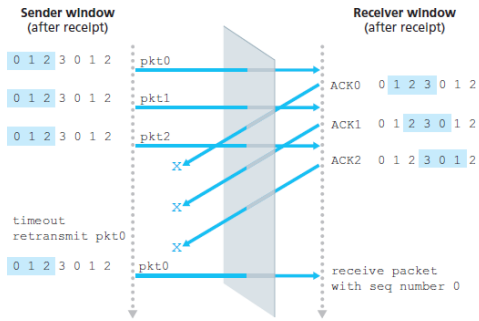 Sender window
(after receipt)
Receiver window
(after receipt)
0 1 2 3 0 1 2
pkt0
ACK0
0 1 2 3 0 1 2
0 1 2 3 0 1 2
pkt1
ACK1
0 1 2 3 0 1 2
0 1 2 3 0 1 2
pkt2
ACK2
0 1 2 3 0 1 2
X
X
timeout
retransmit pkt0
X
0 1 2 3 0 1 2
pkt0
receive packet
with seq number 0